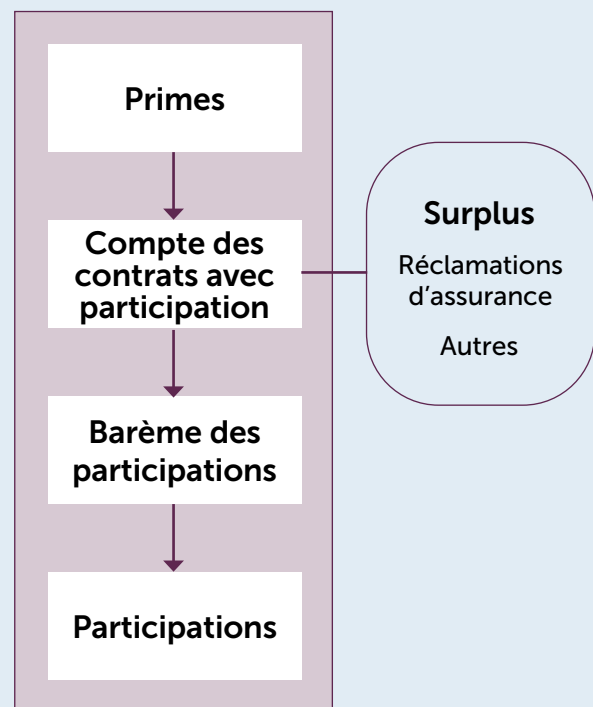 Primes
Compte des
contrats avec
participation
Surplus
Réclamations
d'assurance
Autres
Barème des
participations
Participations